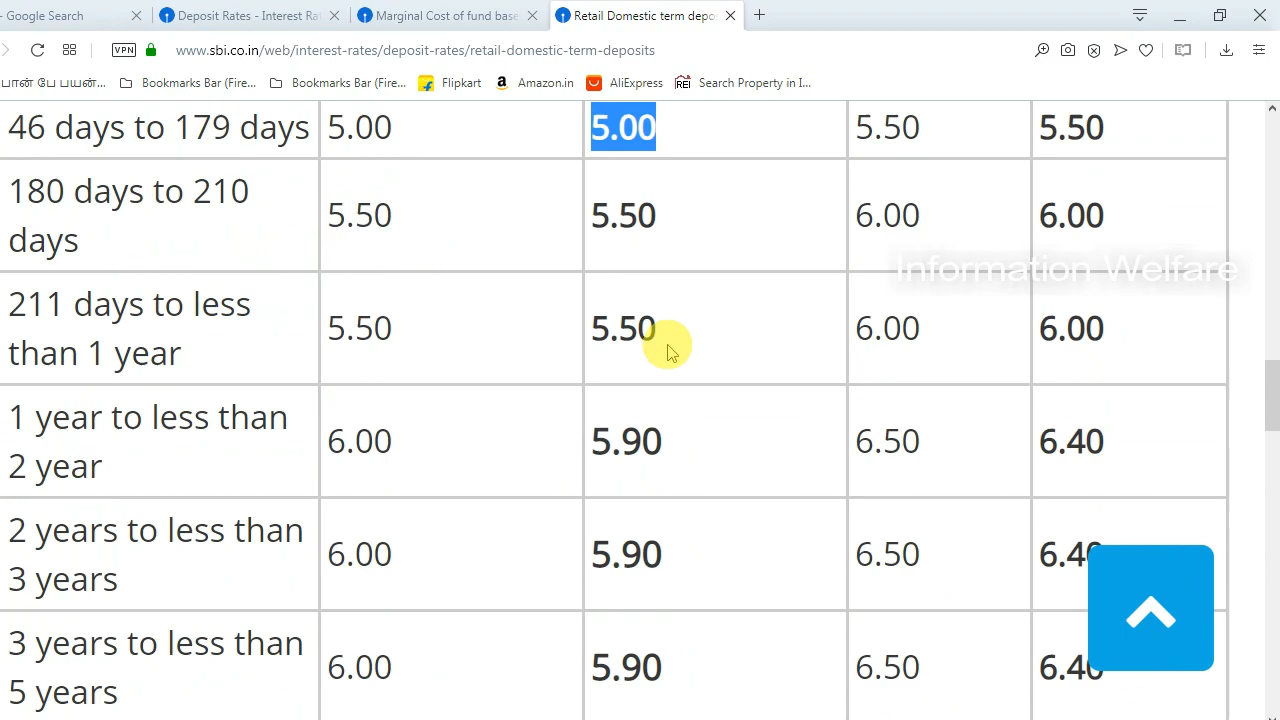 Google Search
Deposit Rates - Interest Ra
Marginal Cost of fund base
Retail Domestic term depo
VPN
www.sbi.co.in/web/interest-rates/deposit-rates/retail-domestic-term-deposits
Bookmarks Bar (Fire...
Bookmarks Bar (Fire...
Flipkart
Amazon.in
AliExpress
REI
Search Property in I...
46 days to 179 days 5.00 5.00 5.50 5.50
180 days to 210
days
5.50 5.50 6.00 6.00
Information Welfare
211 days to less
than 1 year
5.50 5.50 6.00 6.00
1 year to less than
2 year
6.00 5.90 6.50 6.40
2 years to less than
3 years
6.00 5.90 6.50 6.40
3 years to less than
5 years
6.00 5.90 6.50 6.40